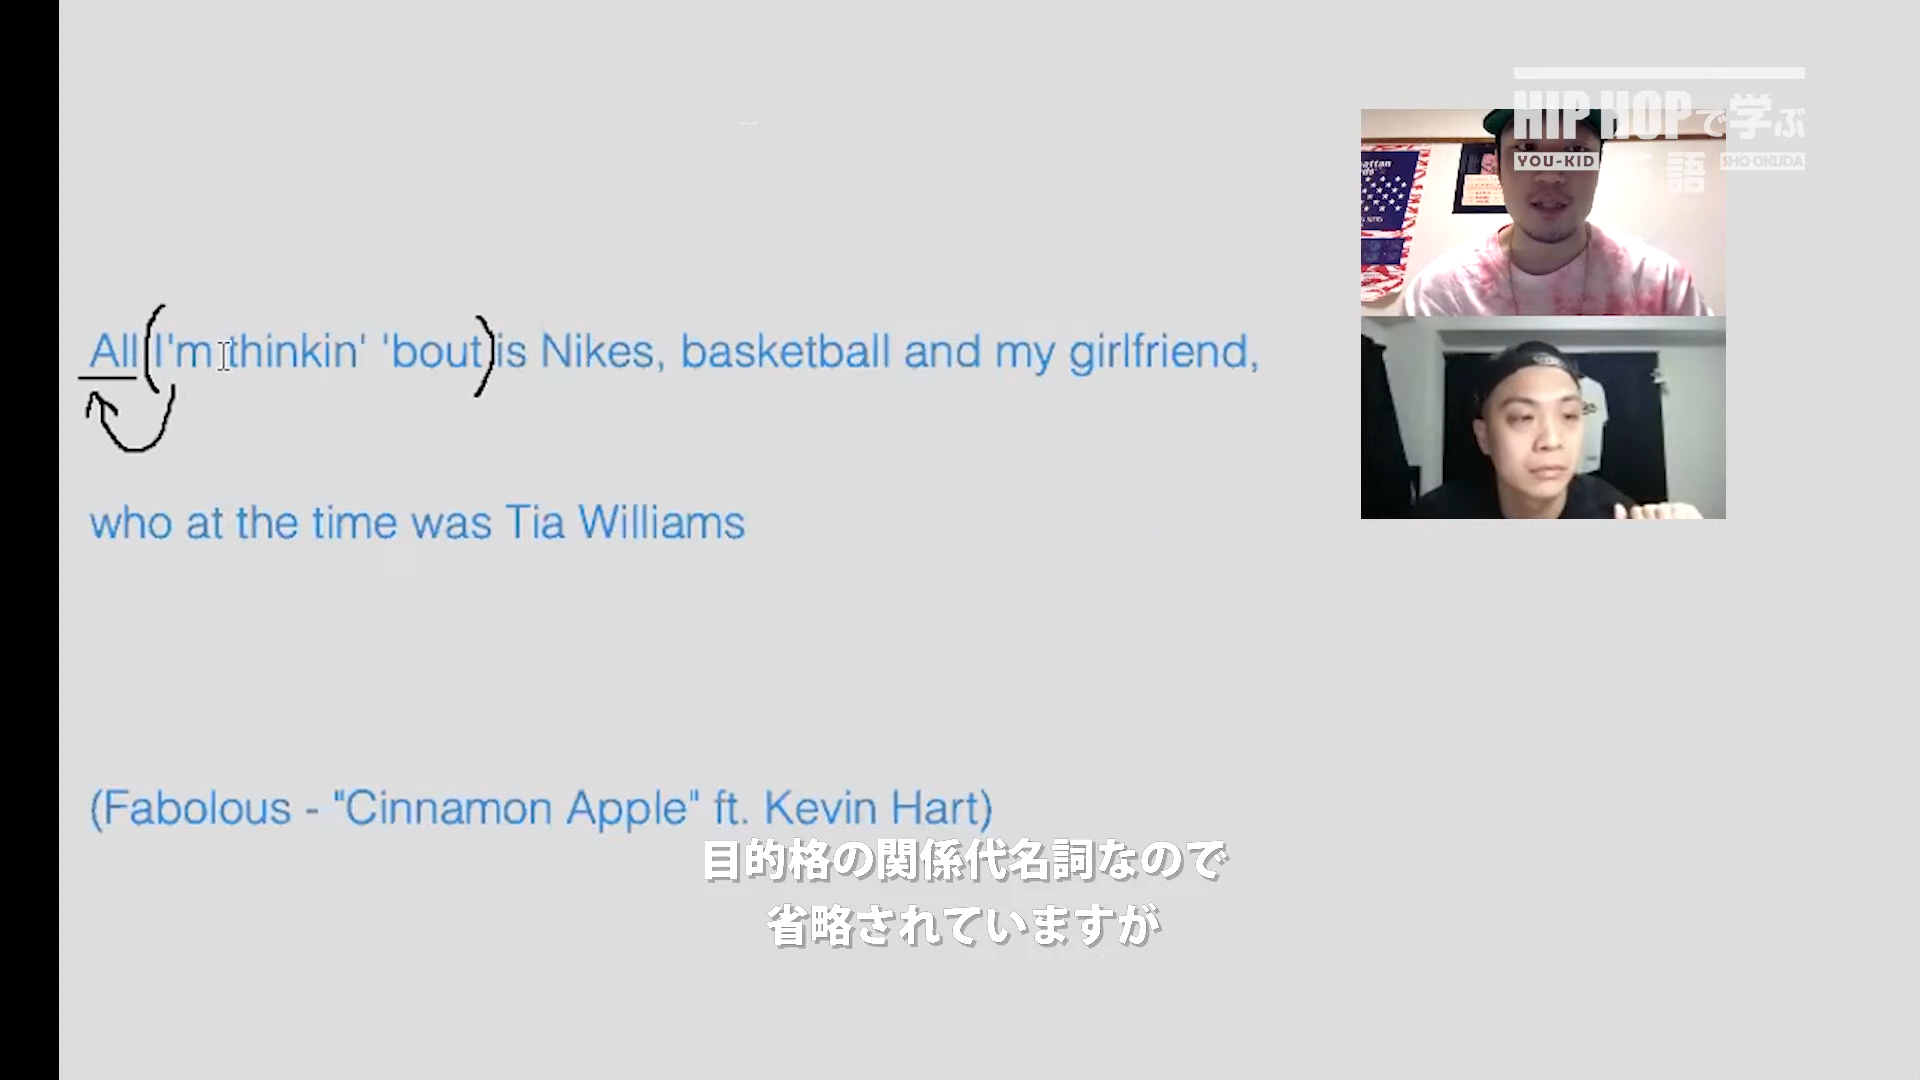 HIP HOPで学ぶ
YOU-KID
語 SHO OKUDA
All (I'm thinkin' 'bout) is Nikes, basketball and my girlfriend,
who at the time was Tia Williams
(Fabolous - "Cinnamon Apple" ft. Kevin Hart)
目的格の関係代名詞なので
省略されていますが